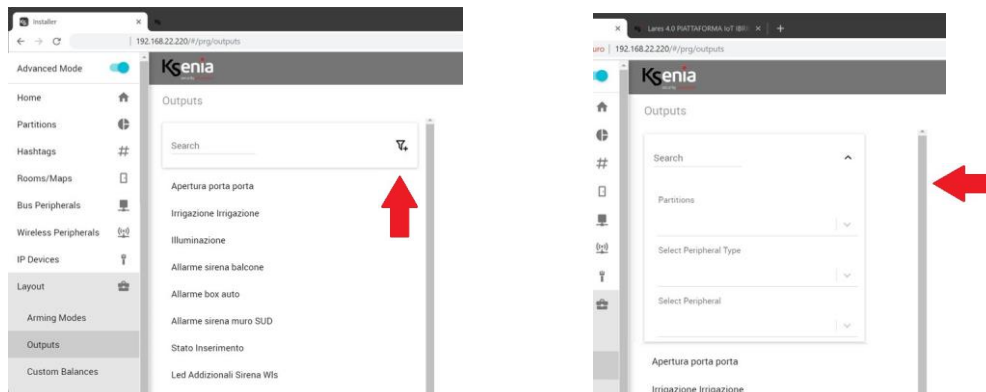 Installer
192.168.22.220/#/prg/outputs
Advanced Mode
Ksenia
security
Home
Outputs
Partitions
Search
Hashtags
Rooms/Maps
Apertura porta porta
Bus Peripherals
Irrigazione Irrigazione
Wireless Peripherals
Illuminazione
IP Devices
Allarme sirena balcone
Layout
Allarme box auto
Arming Modes
Allarme sirena muro SUD
Outputs
Stato Inserimento
Custom Balances
Led Addizionali Sirena Wls
Lares 4.0 PIATTAFORMA IoT
uro | 192.168.22.220/#/prg/outputs
Ksenia
security
Outputs
Search
Partitions
Select Peripheral Type
Select Peripheral
Apertura porta porta
Irrigazione Irrigazione